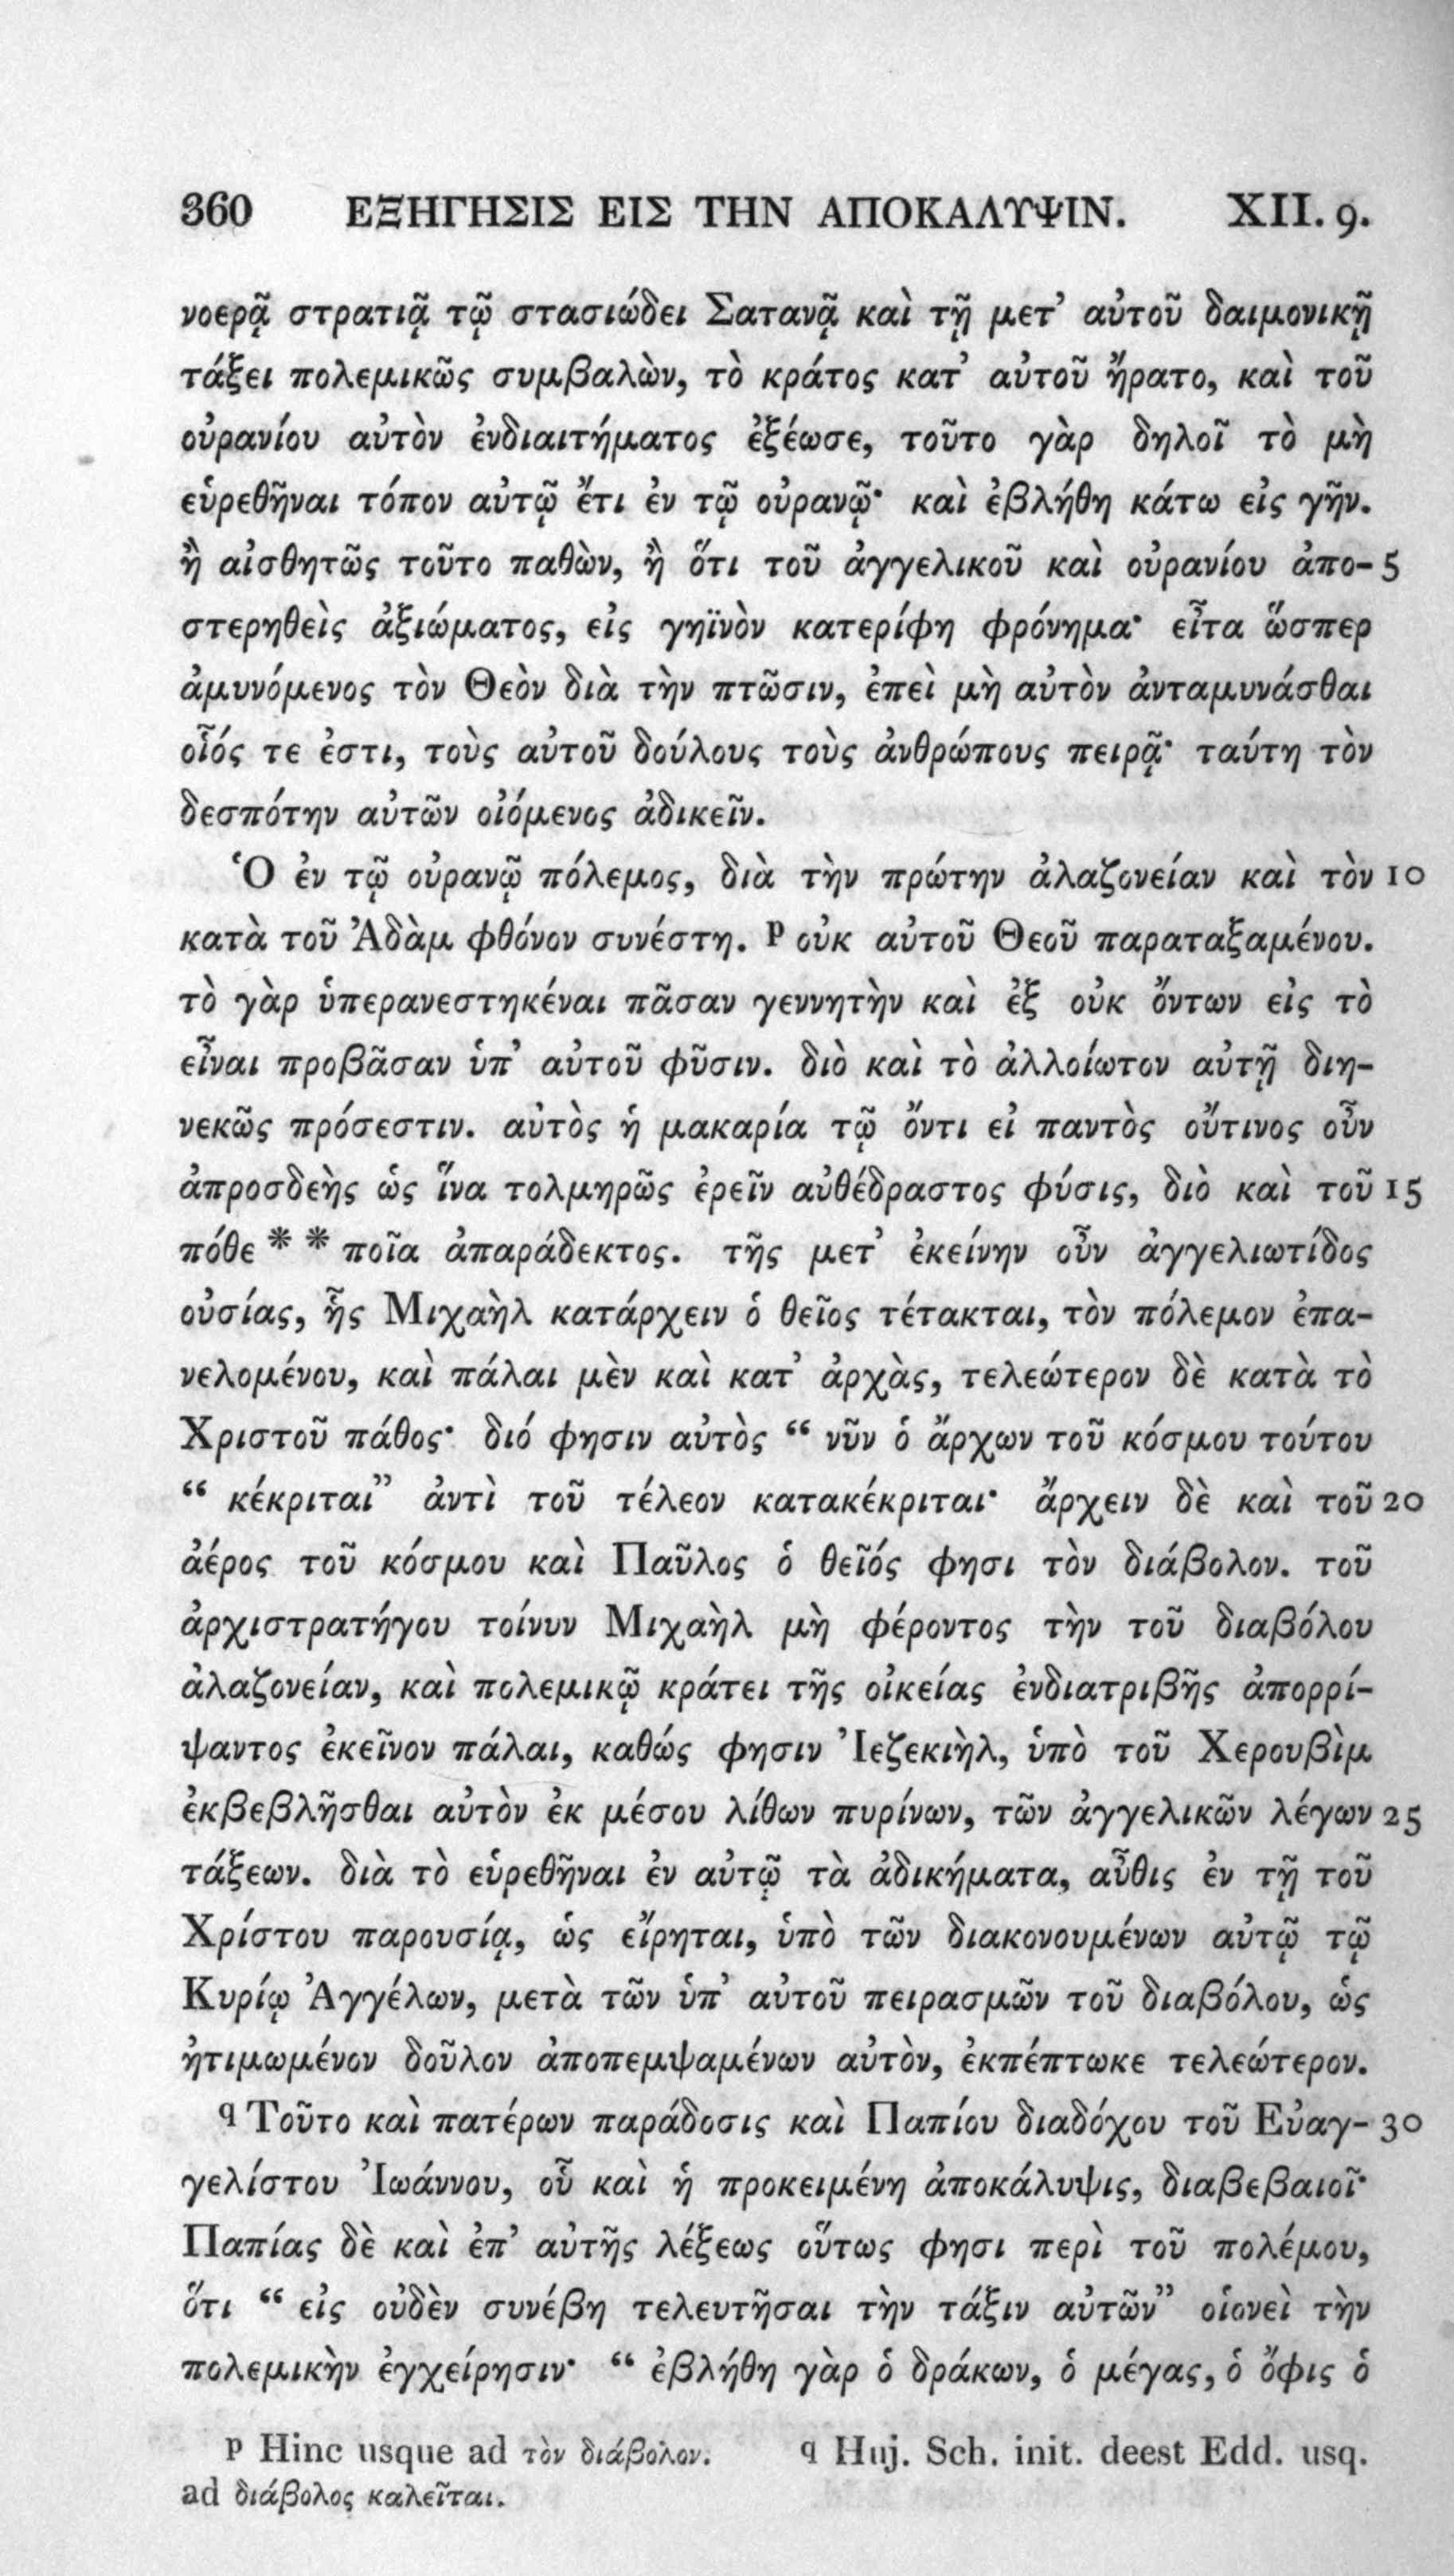 360 ΕΞΗΓΗΣΙΣ ΕΙΣ ΤΗΝ ΑΠΟΚΑΛΥΨΙΝ. XII. 9.
νοερᾷ στρατιᾷ τῷ στασιώδει Σατανᾷ καὶ τῇ μετ’ αὐτοῦ δαιμονικῇ
τάξει πολεμικῶς συμβαλὼν, τὸ κράτος κατ’ αὐτοῦ ἤρατο, καὶ τοῦ
οὐρανίου αὐτὸν ἐνδιαιτήματος ἐξέωσε, τοῦτο γὰρ δηλοῖ τὸ μὴ
εὑρεθῆναι τόπον αὐτῷ ἔτι ἐν τῷ οὐρανῷ· καὶ ἐβλήθη κάτω εἰς γῆν.
ἢ αἰσθητῶς τοῦτο παθὼν, ἢ ὅτι τοῦ ἀγγελικοῦ καὶ οὐρανίου ἀπο- 5
στερηθεὶς ἀξιώματος, εἰς γηϊνὸν κατερίφη φρόνημα· εἶτα ὥσπερ
ἀμυνόμενος τὸν Θεὸν διὰ τὴν πτῶσιν, ἐπεὶ μὴ αὐτὸν ἀνταμυνάσθαι
οἷός τε ἐστι, τοὺς αὐτοῦ δούλους τοὺς ἀνθρώπους πειρᾷ· ταύτη τὸν
δεσπότην αὐτῶν οἰόμενος ἀδικεῖν.
Ὁ ἐν τῷ οὐρανῷ πόλεμος, διὰ τὴν πρώτην ἀλαζονείαν καὶ τὸν 10
κατὰ τοῦ Ἀδὰμ φθόνον συνέστη. p οὐκ αὐτοῦ Θεοῦ παραταξαμένου.
τὸ γὰρ ὑπερανεστηκέναι πᾶσαν γεννητὴν καὶ ἐξ οὐκ ὄντων εἰς τὸ
εἶναι προβᾶσαν ὑπ’ αὐτοῦ φῦσιν. διὸ καὶ τὸ ἀλλοίωτον αὐτῇ διη-
νεκῶς πρόσεστιν. αὐτὸς ἡ μακαρία τῷ ὄντι εἰ παντὸς οὔτινος οὖν
ἀπροσδεὴς ὡς ἵνα τολμηρῶς ἐρεῖν αὐθέδραστος φύσις, διὸ καὶ τοῦ 15
πόθε * * ποῖα ἀπαράδεκτος. τῆς μετ’ ἐκείνην οὖν ἀγγελιωτίδος
οὐσίας, ἧς Μιχαὴλ κατάρχειν ὁ θεῖος τέτακται, τὸν πόλεμον ἐπα-
νελομένου, καὶ πάλαι μὲν καὶ κατ’ ἀρχὰς, τελεώτερον δὲ κατὰ τὸ
Χριστοῦ πάθος· διό φησιν αὐτὸς “ νῦν ὁ ἄρχων τοῦ κόσμου τούτου
“ κέκριται” ἀντὶ τοῦ τέλεον κατακέκριται· ἄρχειν δὲ καὶ τοῦ 20
ἀέρος τοῦ κόσμου καὶ Παῦλος ὁ θεῖός φησι τὸν διάβολον. τοῦ
ἀρχιστρατήγου τοίνυν Μιχαὴλ μὴ φέροντος τὴν τοῦ διαβόλου
ἀλαζονείαν, καὶ πολεμικῷ κράτει τῆς οἰκείας ἐνδιατριβῆς ἀπορρί-
ψαντος ἐκεῖνον πάλαι, καθώς φησιν Ἰεζεκιὴλ, ὑπὸ τοῦ Χερουβὶμ
ἐκβεβλῆσθαι αὐτὸν ἐκ μέσου λίθων πυρίνων, τῶν ἀγγελικῶν λέγων 25
τάξεων. διὰ τὸ εὑρεθῆναι ἐν αὐτῷ τὰ ἀδικήματα, αὖθις ἐν τῇ τοῦ
Χρίστου παρουσίᾳ, ὡς εἴρηται, ὑπὸ τῶν διακονουμένων αὐτῷ τῷ
Κυρίῳ Ἀγγέλων, μετὰ τῶν ὑπ’ αὐτοῦ πειρασμῶν τοῦ διαβόλου, ὡς
ἠτιμωμένον δοῦλον ἀποπεμψαμένων αὐτὸν, ἐκπέπτωκε τελεώτερον.
q Τοῦτο καὶ πατέρων παράδοσις καὶ Παπίου διαδόχου τοῦ Εὐαγ- 30
γελίστου Ἰωάννου, οὗ καὶ ἡ προκειμένη ἀποκάλυψις, διαβεβαιοῖ·
Παπίας δὲ καὶ ἐπ’ αὐτῆς λέξεως οὕτως φησι περὶ τοῦ πολέμου,
ὅτι “ εἰς οὐδὲν συνέβη τελευτῆσαι τὴν τάξιν αὐτῶν” οἱονεὶ τὴν
πολεμικὴν ἐγχείρησιν· “ ἐβλήθη γὰρ ὁ δράκων, ὁ μέγας, ὁ ὄφις ὁ
p Hinc usque ad τὸν διάβολον. q Huj. Sch. init. deest Edd. usq.
ad διάβολος καλεῖται.